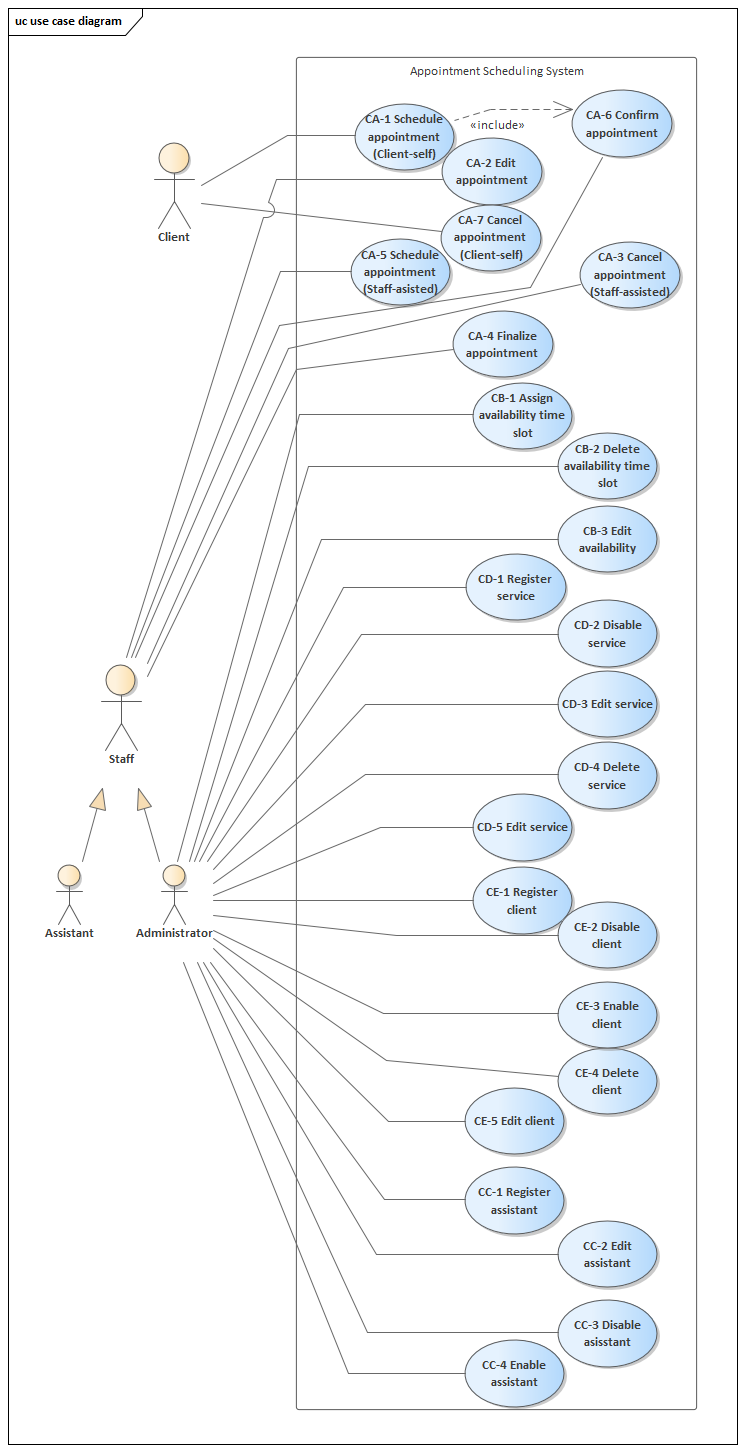 uc use case diagram
Appointment Scheduling System
CA-1 Schedule
appointment
(Client-self)
«include»
CA-6 Confirm
appointment
CA-2 Edit
appointment
Client
CA-7 Cancel
appointment
(Client-self)
CA-5 Schedule
appointment
(Staff-asisted)
CA-3 Cancel
appointment
(Staff-assisted)
CA-4 Finalize
appointment
CB-1 Assign
availability time
slot
CB-2 Delete
availability time
slot
CB-3 Edit
availability
CD-1 Register
service
CD-2 Disable
service
CD-3 Edit service
Staff
CD-4 Delete
service
CD-5 Edit service
CE-1 Register
client
Assistant
Administrator
CE-2 Disable
client
CE-3 Enable
client
CE-4 Delete
client
CE-5 Edit client
CC-1 Register
assistant
CC-2 Edit
assistant
CC-3 Disable
asisstant
CC-4 Enable
assistant